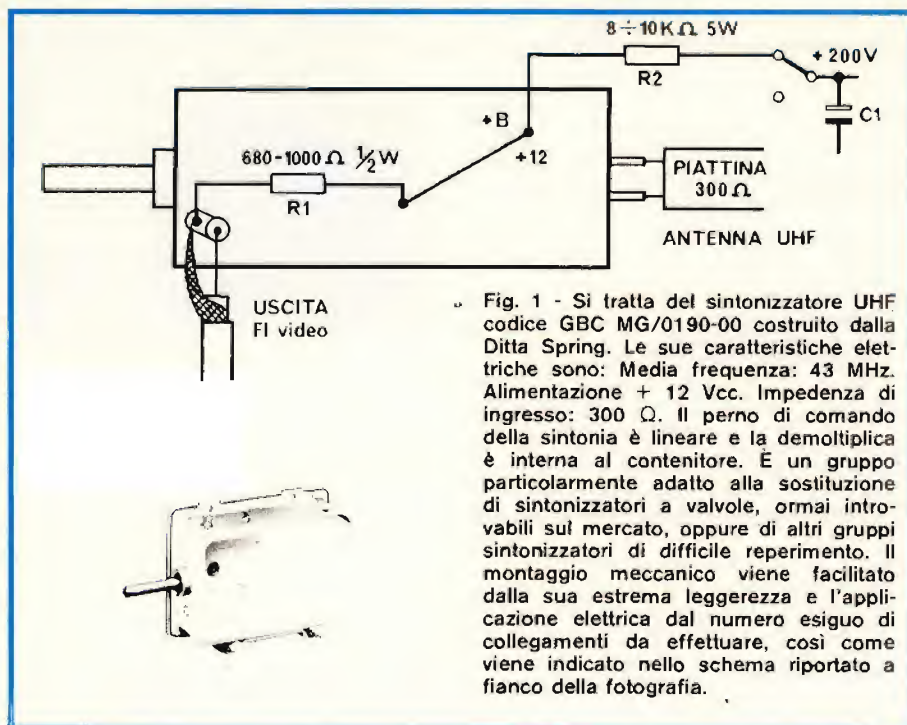 8÷10KΩ 5W
R2
+200V
C1
+B
+12
680-1000Ω ½W
R1
PIATTINA
300Ω
ANTENNA UHF
USCITA
FI video
Fig. 1 - Si tratta del sintonizzatore UHF
codice GBC MG/0190-00 costruito dalla
Ditta Spring. Le sue caratteristiche elet-
triche sono: Media frequenza: 43 MHz.
Alimentazione + 12 Vcc. Impedenza di
ingresso: 300 Ω. Il perno di comando
della sintonia è lineare e la demoltiplica
è interna al contenitore. È un gruppo
particolarmente adatto alla sostituzione
di sintonizzatori a valvole, ormai intro-
vabili sul mercato, oppure di altri gruppi
sintonizzatori di difficile reperimento. Il
montaggio meccanico viene facilitato
dalla sua estrema leggerezza e l'appli-
cazione elettrica dal numero esiguo di
collegamenti da effettuare, così come
viene indicato nello schema riportato a
fianco della fotografia.